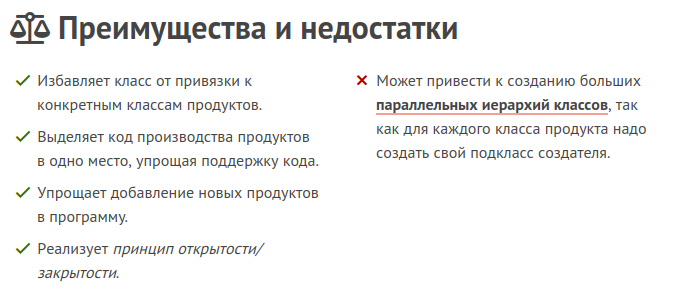 Преимущества и недостатки
Избавляет класс от привязки к
конкретным классам продуктов.
Выделяет код производства продуктов
в одно место, упрощая поддержку кода.
Упрощает добавление новых продуктов
в программу.
Реализует принцип открытости/
закрытости.
Может привести к созданию больших
параллельных иерархий классов, так
как для каждого класса продукта надо
создать свой подкласс создателя.